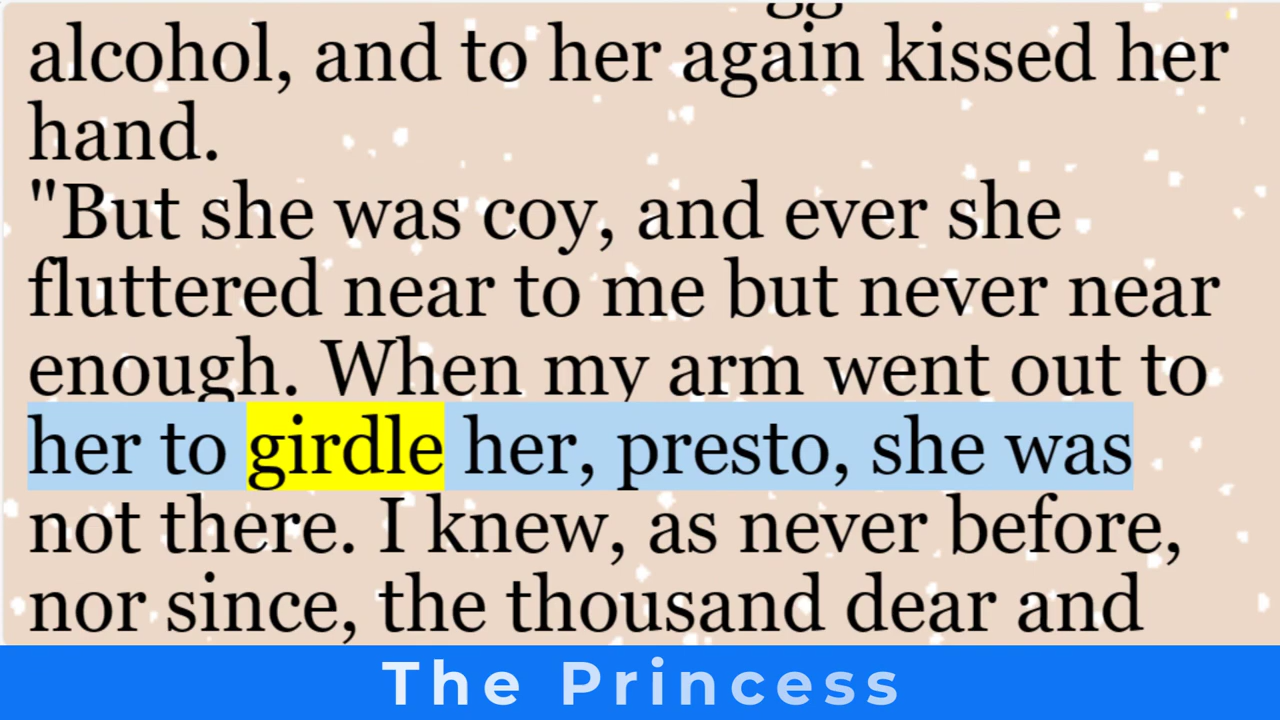 alcohol, and to her again kissed her
hand.
"But she was coy, and ever she
fluttered near to me but never near
enough. When my arm went out to
her to girdle her, presto, she was
not there. I knew, as never before,
nor since, the thousand dear and
The Princess